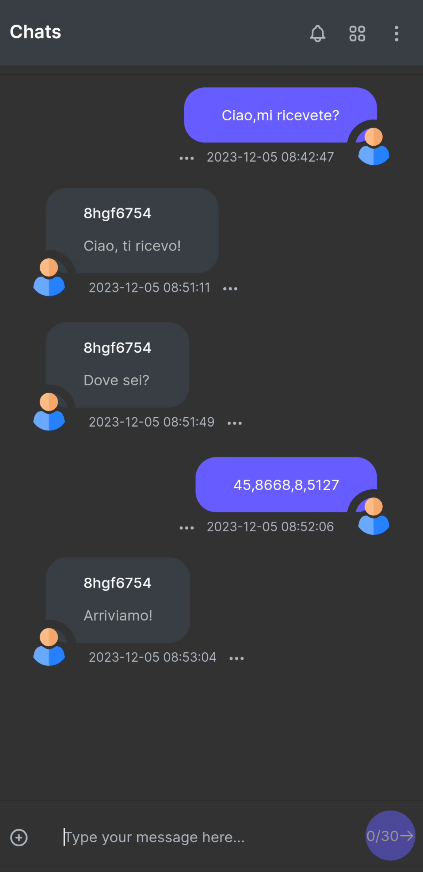 Chats
Ciao,mi ricevete?
2023-12-05 08:42:47
8hgf6754
Ciao, ti ricevo!
2023-12-05 08:51:11
8hgf6754
Dove sei?
2023-12-05 08:51:49
45,8668,8,5127
2023-12-05 08:52:06
8hgf6754
Arriviamo!
2023-12-05 08:53:04
Type your message here...
0/30→